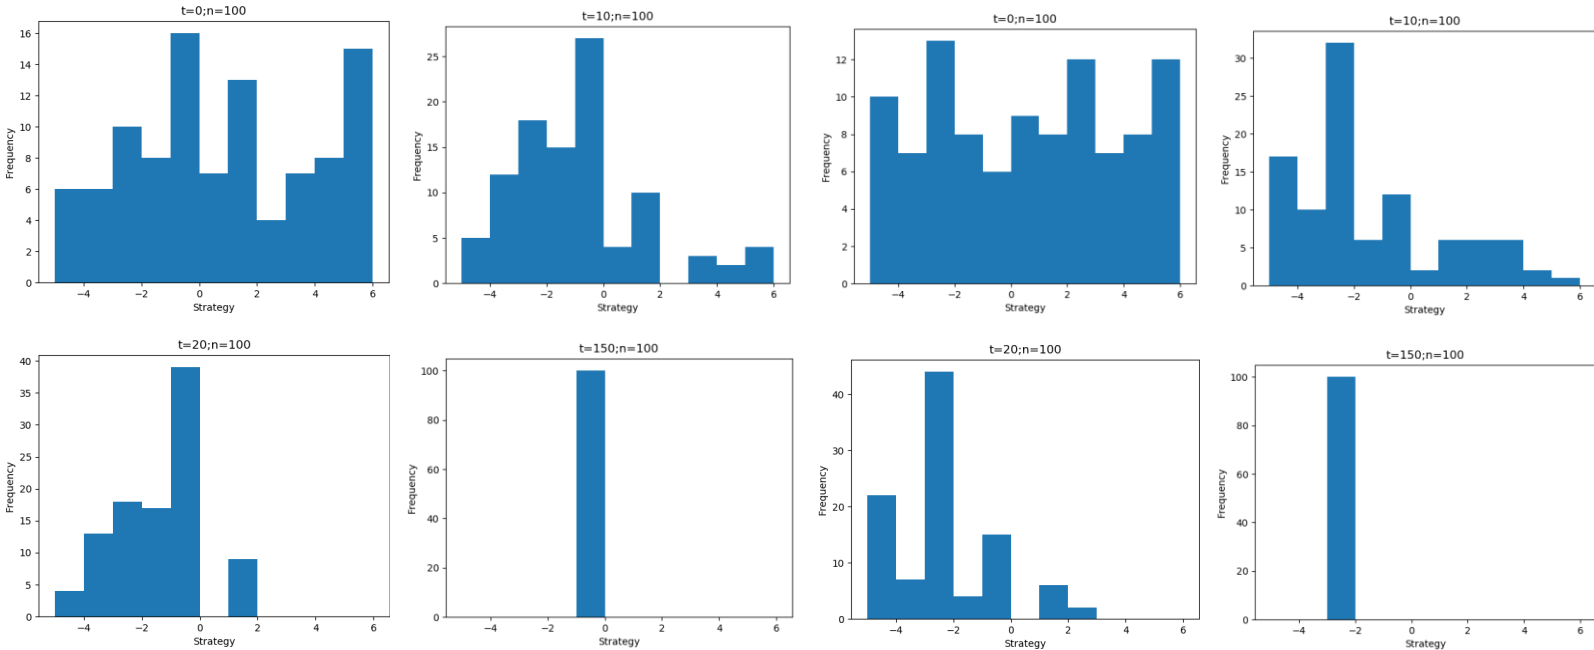 t=0;n=100
16
14
12
10
8
6
4
2
0
Frequency
−4 −2 0 2 4 6
Strategy
t=10;n=100
25
20
15
10
5
0
Frequency
−4 −2 0 2 4 6
Strategy
t=0;n=100
12
10
8
6
4
2
0
Frequency
−4 −2 0 2 4 6
Strategy
t=10;n=100
30
25
20
15
10
5
0
Frequency
−4 −2 0 2 4 6
Strategy
t=20;n=100
40
35
30
25
20
15
10
5
0
Frequency
−4 −2 0 2 4 6
Strategy
t=150;n=100
100
80
60
40
20
0
Frequency
−4 −2 0 2 4 6
Strategy
t=20;n=100
40
30
20
10
0
Frequency
−4 −2 0 2 4 6
Strategy
t=150;n=100
100
80
60
40
20
0
Frequency
−4 −2 0 2 4 6
Strategy